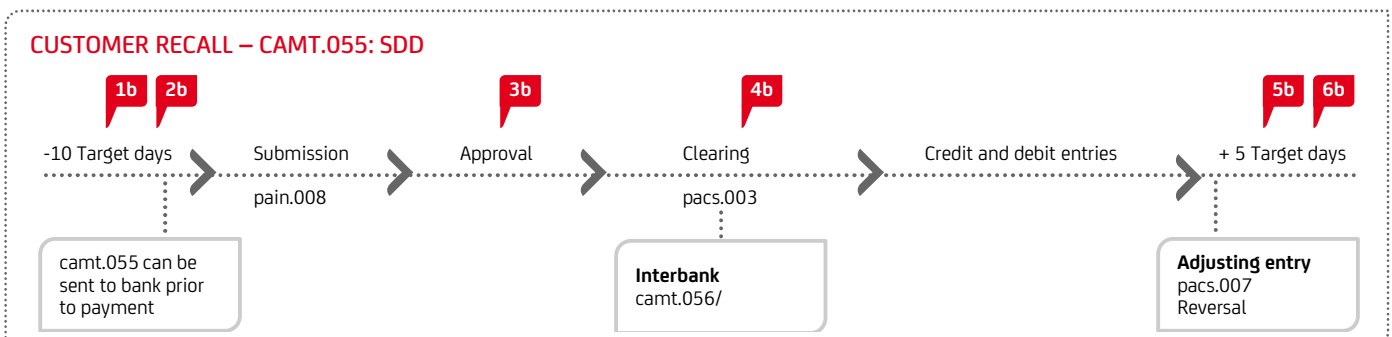 CUSTOMER RECALL – CAMT.055: SDD
1b 2b 3b 4b 5b 6b
-10 Target days Submission Approval Clearing Credit and debit entries + 5 Target days
pain.008 pacs.003
camt.055 can be
sent to bank prior
to payment
Interbank
camt.056/
Adjusting entry
pacs.007
Reversal